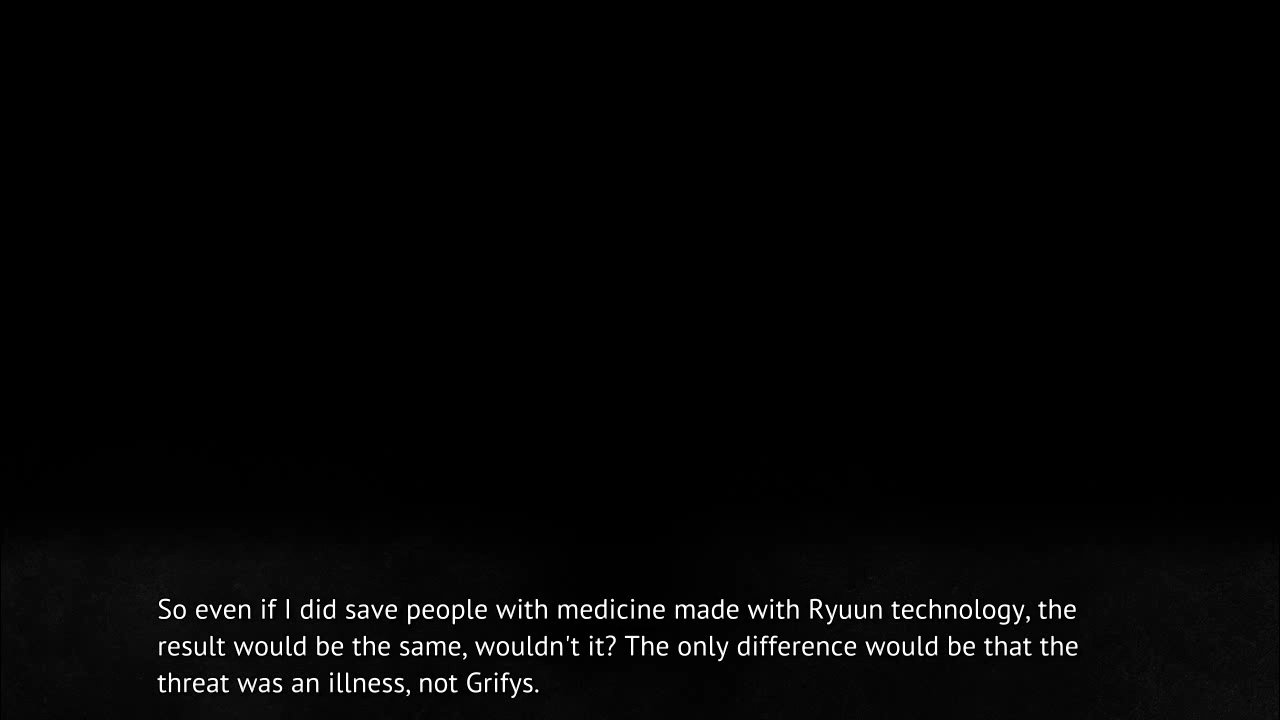 So even if I did save people with medicine made with Ryuun technology, the
result would be the same, wouldn't it? The only difference would be that the
threat was an illness, not Grifys.